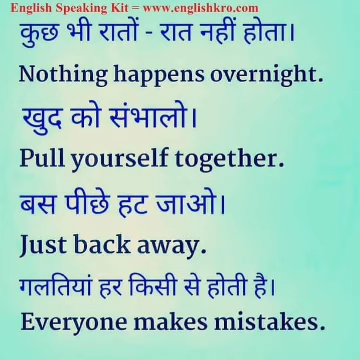 English Speaking Kit = www.englishkro.com
कुछ भी रातों - रात नहीं होता।
Nothing happens overnight.
खुद को संभालो।
Pull yourself together.
बस पीछे हट जाओ।
Just back away.
गलतियां हर किसी से होती है।
Everyone makes mistakes.